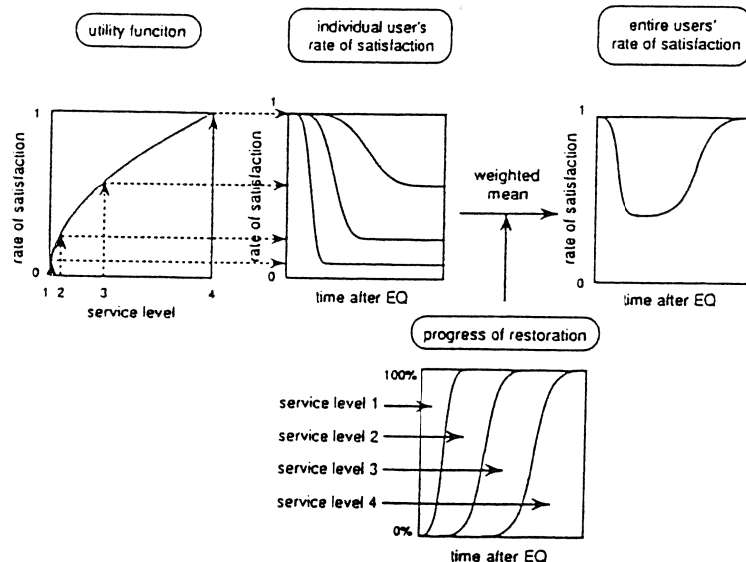 utility funciton
individual user's
rate of satisfaction
entire users'
rate of satisfaction
1
rate of satisfaction
0
1 2 3 4
service level
1
rate of satisfaction
0
time after EQ
weighted
mean
1
rate of satisfaction
0
time after EQ
progress of restoration
100%
service level 1
service level 2
service level 3
service level 4
0%
time after EQ